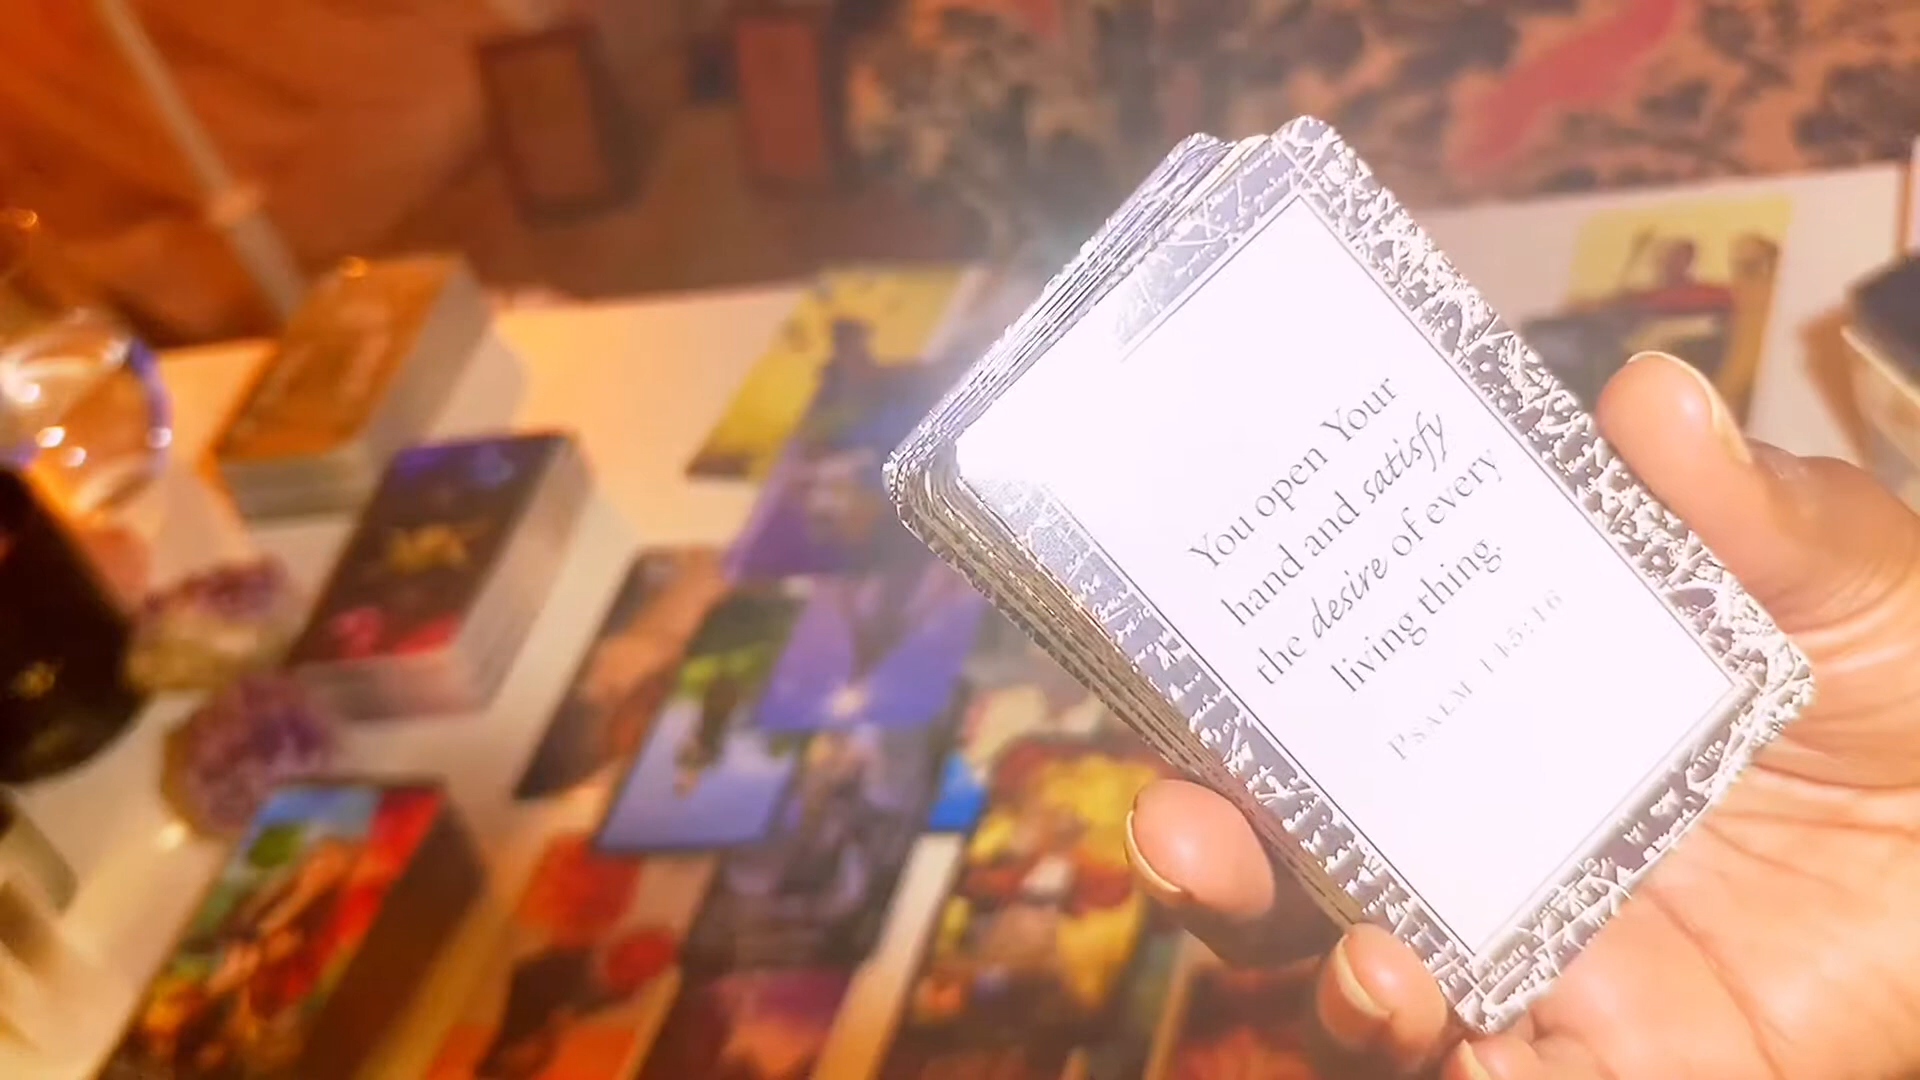 You open Your
hand and satisfy
the desire of every
living thing.
PSALM 145:16